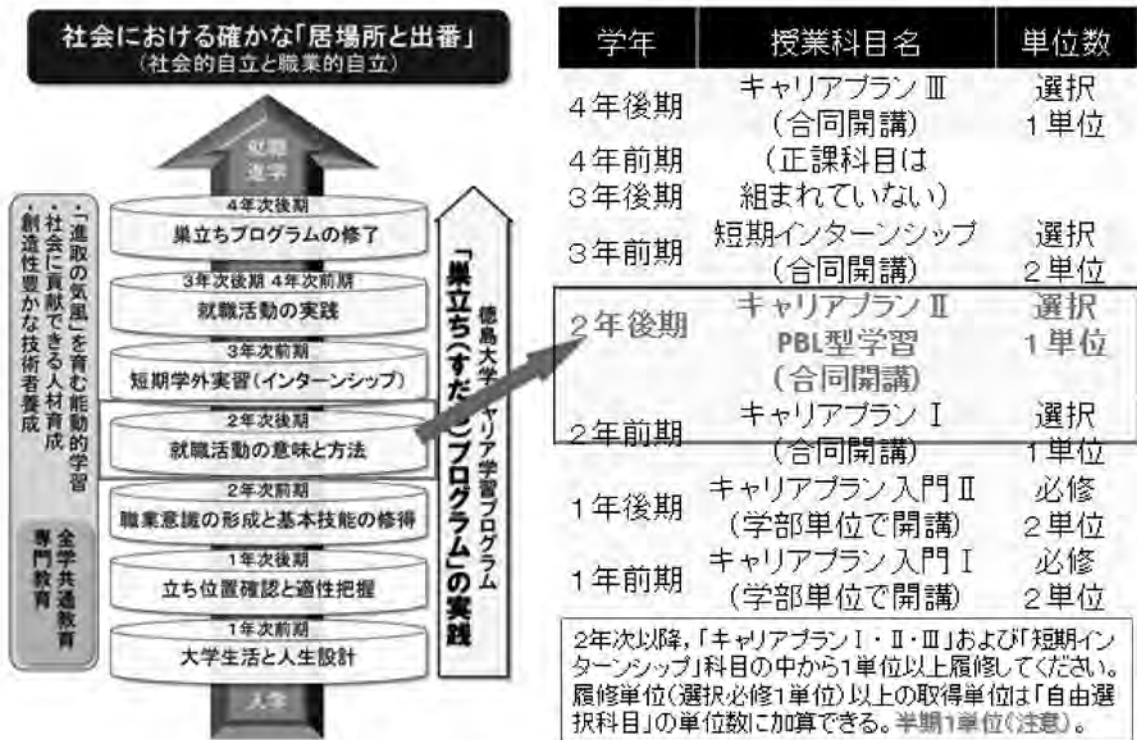 社会における確かな「居場所と出番」
(社会的自立と職業的自立)
就職
進学
4年次後期
巣立ちプログラムの修了
3年次後期 4年次前期
就職活動の実践
3年次前期
短期学外実習(インターンシップ)
2年次後期
就職活動の意味と方法
2年次前期
職業意識の形成と基本技能の修得
1年次後期
立ち位置確認と適性把握
1年次前期
大学生活と人生設計
入学
・「進取の気風」を育む能動的学習
・社会に貢献できる人材育成
・創造性豊かな技術者養成
全学共通教育
専門教育
徳島大学キャリア学習プログラム
「巣立ち(すだち)プログラム」の実践
学年 授業科目名 単位数
4年後期 キャリアプランⅢ 選択
(合同開講) 1単位
4年前期 (正課科目は
3年後期 組まれていない)
3年前期 短期インターンシップ 選択
(合同開講) 2単位
2年後期 キャリアプランⅡ 選択
PBL型学習 1単位
(合同開講)
2年前期 キャリアプランⅠ 選択
(合同開講) 1単位
1年後期 キャリアプラン入門Ⅱ 必修
(学部単位で開講) 2単位
1年前期 キャリアプラン入門Ⅰ 必修
(学部単位で開講) 2単位
2年次以降,「キャリアプランⅠ・Ⅱ・Ⅲ」および「短期イン
ターンシップ」科目の中から1単位以上履修してください。
履修単位(選択必修1単位)以上の取得単位は「自由選
択科目」の単位数に加算できる。半期1単位(注意)。